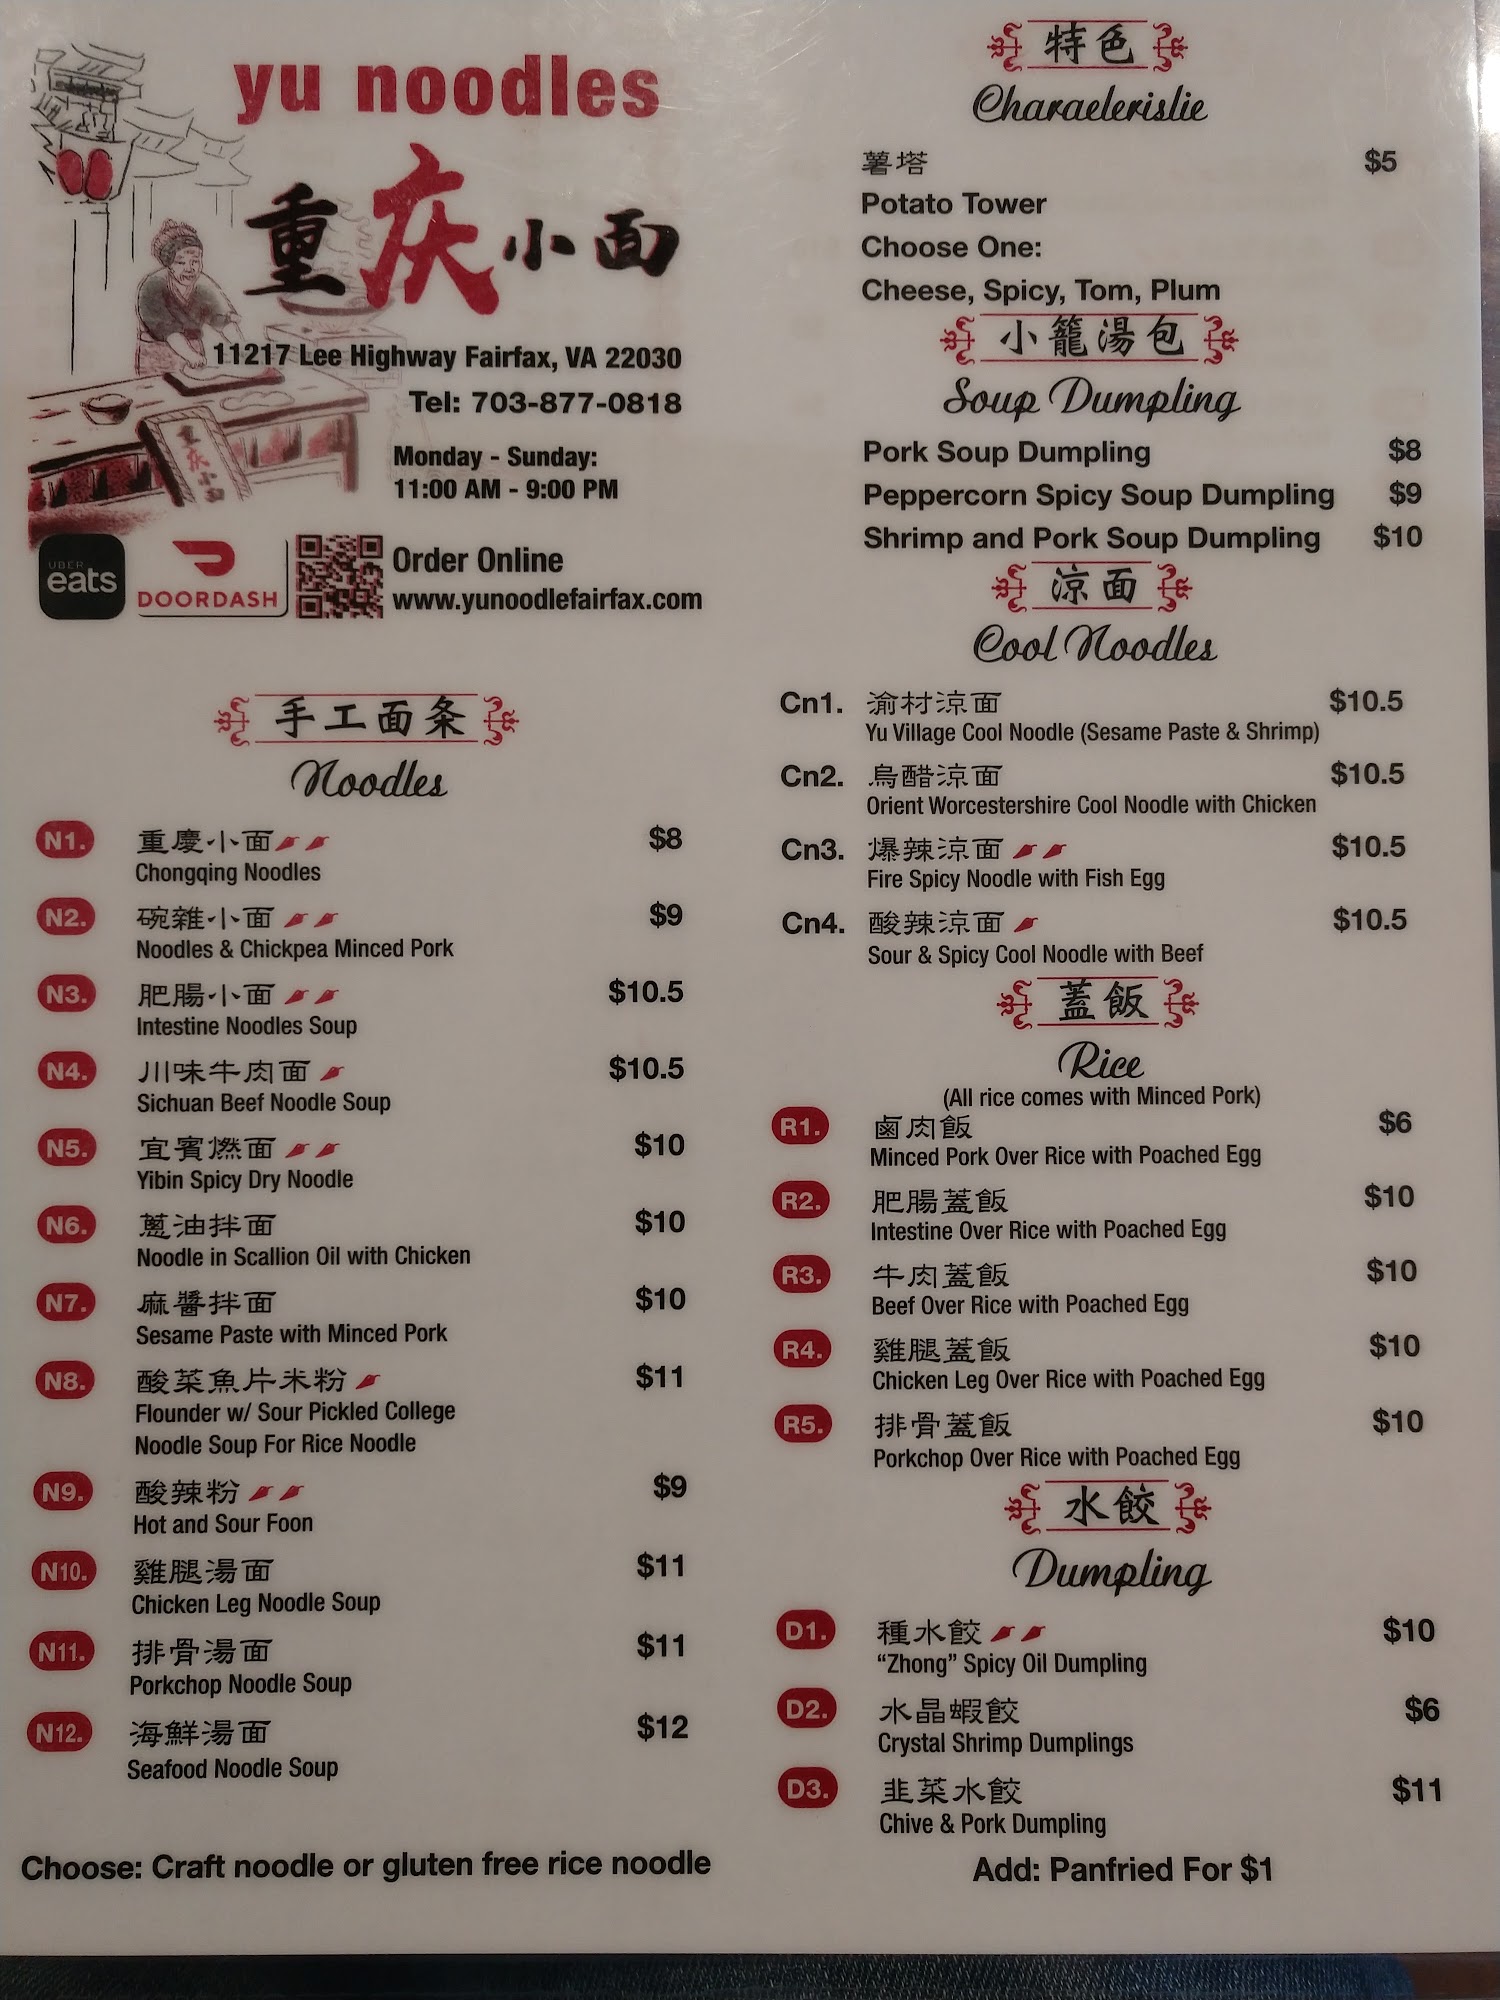 yu noodles
重庆小面
11217 Lee Highway Fairfax, VA 22030
Tel: 703-877-0818
Monday - Sunday:
11:00 AM - 9:00 PM
重庆小面
UBER
eats
DOORDASH
Order Online
www.yunoodlefairfax.com
手工面条
Noodles
N1. 重慶小面 $8
Chongqing Noodles
N2. 碗雜小面 $9
Noodles & Chickpea Minced Pork
N3. 肥腸小面 $10.5
Intestine Noodles Soup
N4. 川味牛肉面 $10.5
Sichuan Beef Noodle Soup
N5. 宜賓燃面 $10
Yibin Spicy Dry Noodle
N6. 蔥油拌面 $10
Noodle in Scallion Oil with Chicken
N7. 麻醬拌面 $10
Sesame Paste with Minced Pork
N8. 酸菜魚片米粉 $11
Flounder w/ Sour Pickled College
Noodle Soup For Rice Noodle
N9. 酸辣粉 $9
Hot and Sour Foon
N10. 雞腿湯面 $11
Chicken Leg Noodle Soup
N11. 排骨湯面 $11
Porkchop Noodle Soup
N12. 海鮮湯面 $12
Seafood Noodle Soup
Choose: Craft noodle or gluten free rice noodle
特色
Characleristie
薯塔 $5
Potato Tower
Choose One:
Cheese, Spicy, Tom, Plum
小籠湯包
Soup Dumpling
Pork Soup Dumpling $8
Peppercorn Spicy Soup Dumpling $9
Shrimp and Pork Soup Dumpling $10
涼面
Cool Noodles
Cn1. 渝村涼面 $10.5
Yu Village Cool Noodle (Sesame Paste & Shrimp)
Cn2. 烏醋涼面 $10.5
Orient Worcestershire Cool Noodle with Chicken
Cn3. 爆辣涼面 $10.5
Fire Spicy Noodle with Fish Egg
Cn4. 酸辣涼面 $10.5
Sour & Spicy Cool Noodle with Beef
蓋飯
Rice
(All rice comes with Minced Pork)
R1. 鹵肉飯 $6
Minced Pork Over Rice with Poached Egg
R2. 肥腸蓋飯 $10
Intestine Over Rice with Poached Egg
R3. 牛肉蓋飯 $10
Beef Over Rice with Poached Egg
R4. 雞腿蓋飯 $10
Chicken Leg Over Rice with Poached Egg
R5. 排骨蓋飯 $10
Porkchop Over Rice with Poached Egg
水餃
Dumpling
D1. 種水餃 $10
“Zhong” Spicy Oil Dumpling
D2. 水晶蝦餃 $6
Crystal Shrimp Dumplings
D3. 韭菜水餃 $11
Chive & Pork Dumpling
Add: Panfried For $1